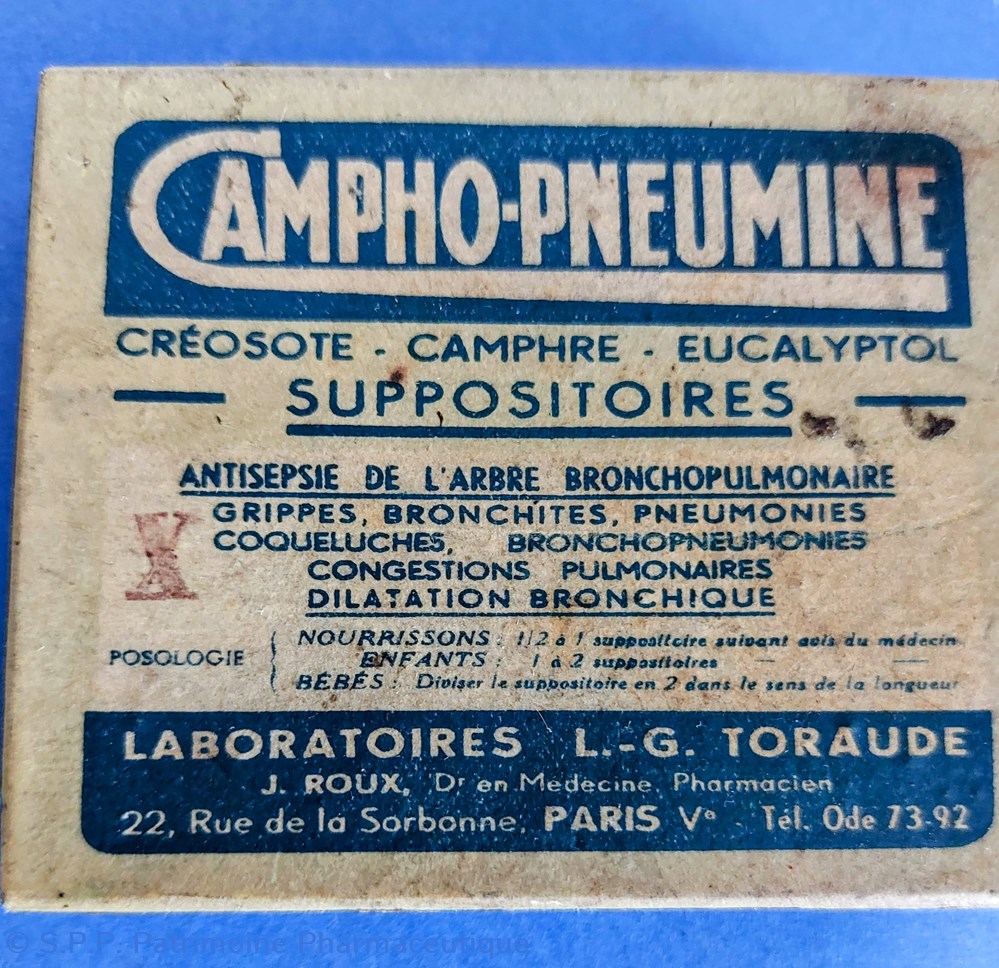 CAMPHO-PNEUMINE
CRÉOSOTE - CAMPHRE - EUCALYPTOL
SUPPOSITOIRES
ANTISEPSIE DE L'ARBRE BRONCHOPULMONAIRE
GRIPPES, BRONCHITES, PNEUMONIES
COQUELUCHES, BRONCHOPNEUMONIES
CONGESTIONS PULMONAIRES
DILATATION BRONCHIQUE
X
POSOLOGIE { NOURRISSONS : 1/2 à 1 suppositoire suivant avis du médecin
ENFANTS : 1 à 2 suppositoires — —
BÉBÉS : Diviser le suppositoire en 2 dans le sens de la longueur
LABORATOIRES L.-G. TORAUDE
J. ROUX, Dr en Médecine, Pharmacien
22, Rue de la Sorbonne, PARIS Ve - Tél. Ode 73-92
© S.P.F. Patrimoine Pharmaceutique